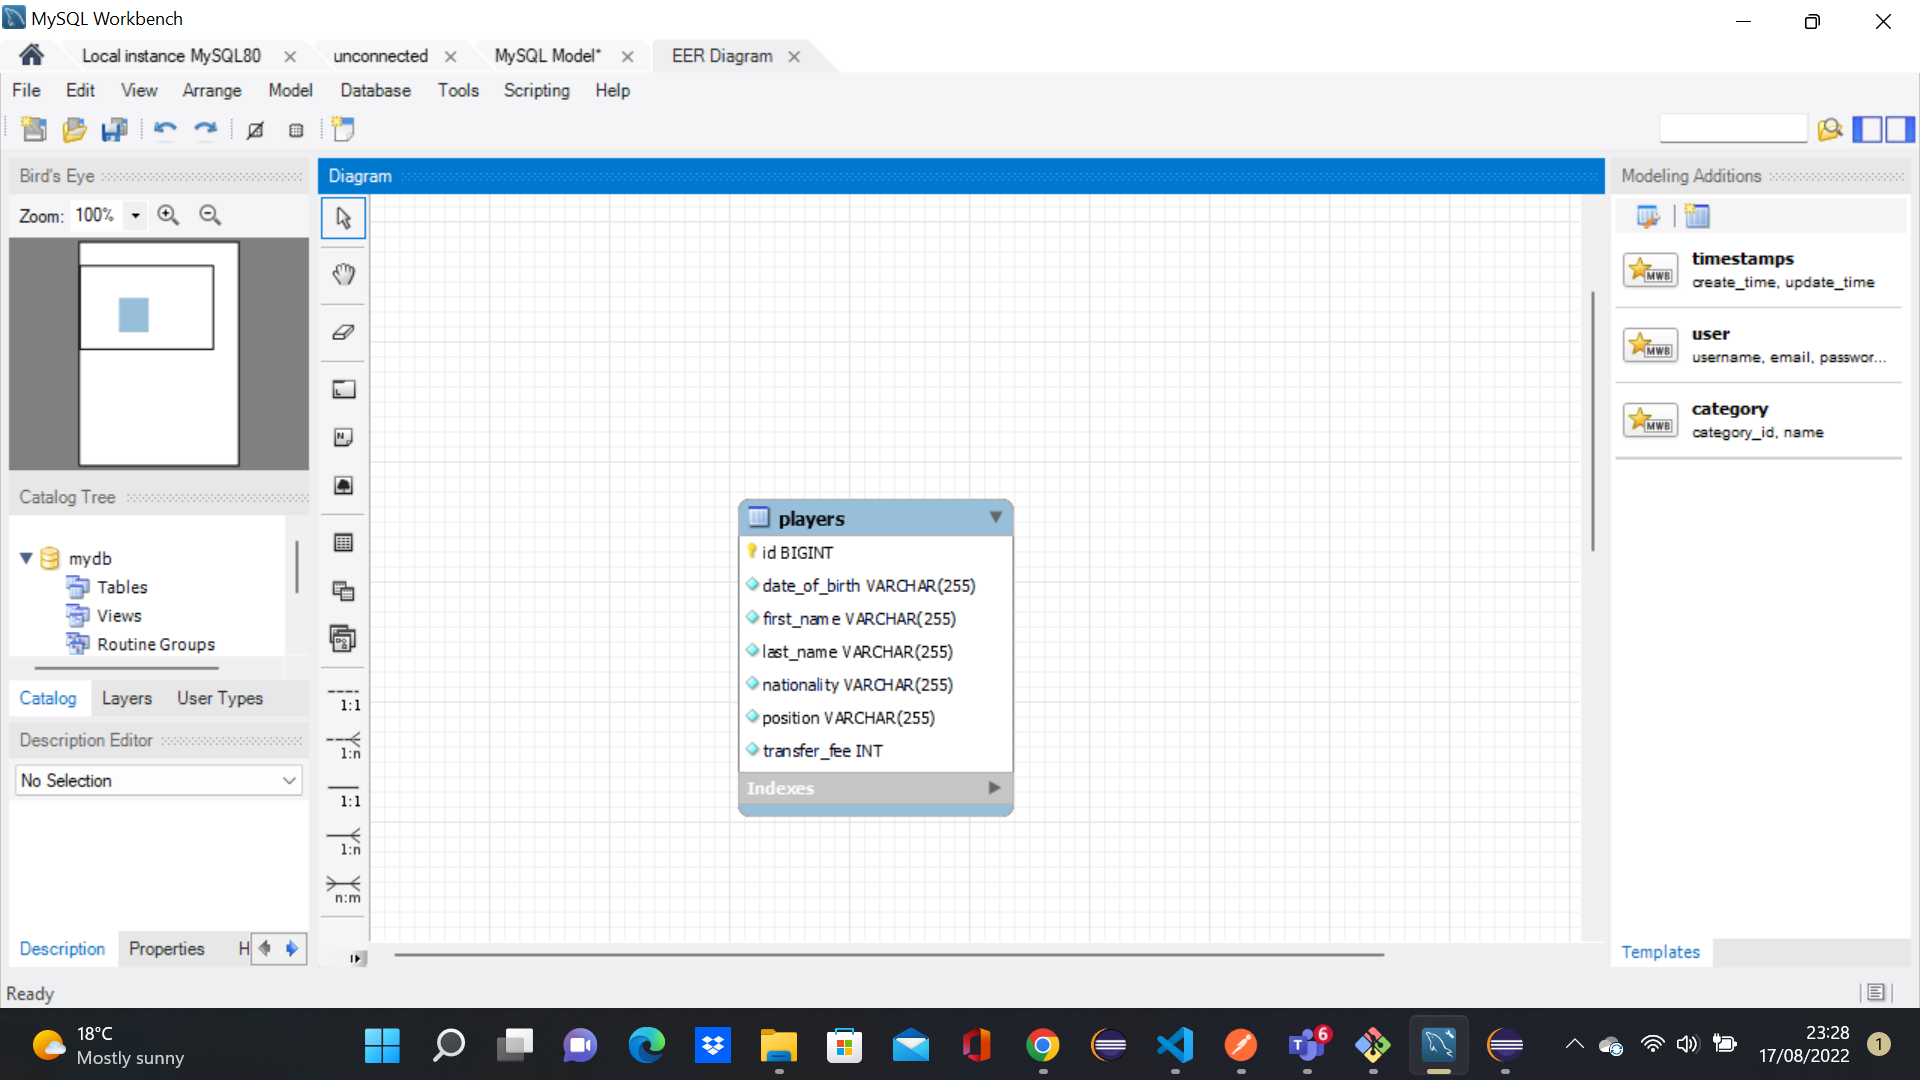 MySQL Workbench
Local instance MySQL80
unconnected
MySQL Model*
EER Diagram
File Edit View Arrange Model Database Tools Scripting Help
Bird's Eye
Zoom: 100%
Catalog Tree
mydb
Tables
Views
Routine Groups
Catalog Layers User Types
Description Editor
No Selection
Description Properties H
Ready
Diagram
N
1:1
1:n
1:1
1:n
n:m
players
id BIGINT
date_of_birth VARCHAR(255)
first_name VARCHAR(255)
last_name VARCHAR(255)
nationality VARCHAR(255)
position VARCHAR(255)
transfer_fee INT
Indexes
Modeling Additions
MWB
timestamps
create_time, update_time
MWB
user
username, email, passwor...
MWB
category
category_id, name
Templates
18°C
Mostly sunny
T
6
23:28
17/08/2022
1